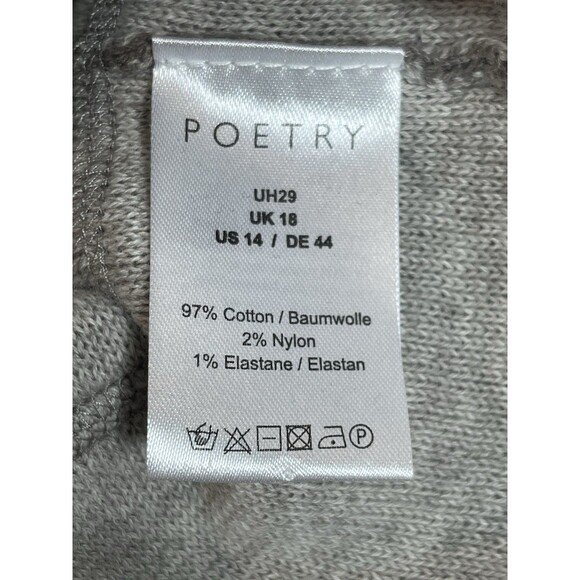 POETRY
UH29
UK 18
US 14 / DE 44
97% Cotton / Baumwolle
2% Nylon
1% Elastane / Elastan
P